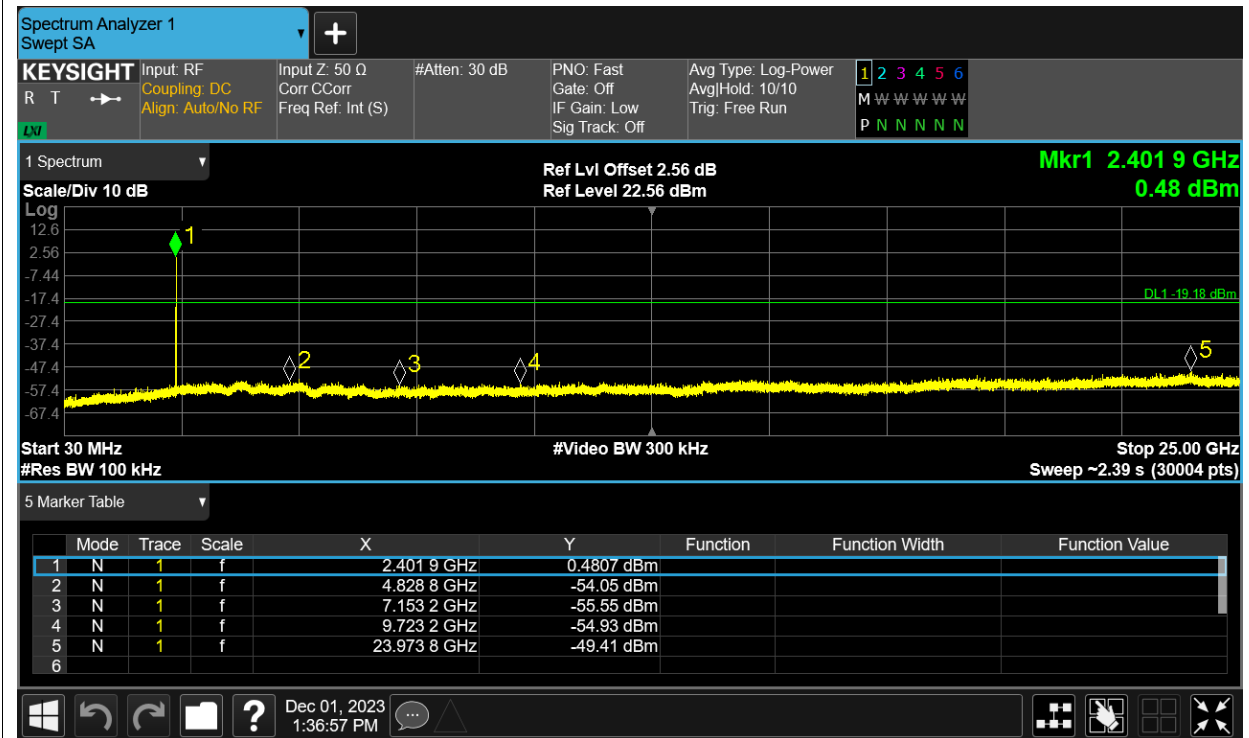 Spectrum Analyzer 1
Swept SA
KEYSIGHT
R T
LXI
Input: RF
Coupling: DC
Align: Auto/No RF
Input Z: 50 Ω
Corr CCorr
Freq Ref: Int (S)
#Atten: 30 dB
PNO: Fast
Gate: Off
IF Gain: Low
Sig Track: Off
Avg Type: Log-Power
Avg|Hold: 10/10
Trig: Free Run
1 2 3 4 5 6
M W W W W W
P N N N N N
1 Spectrum
Scale/Div 10 dB
Ref Lvl Offset 2.56 dB
Ref Level 22.56 dBm
Mkr1 2.401 9 GHz
0.48 dBm
Log
12.6
2.56
-7.44
-17.4
-27.4
-37.4
-47.4
-57.4
-67.4
1
2
3
4
5
DL1 -19.18 dBm
Start 30 MHz
#Video BW 300 kHz
Stop 25.00 GHz
#Res BW 100 kHz
Sweep ~2.39 s (30004 pts)
5 Marker Table
Mode Trace Scale X Y Function Function Width Function Value
1 N 1 f 2.401 9 GHz 0.4807 dBm
2 N 1 f 4.828 8 GHz -54.05 dBm
3 N 1 f 7.153 2 GHz -55.55 dBm
4 N 1 f 9.723 2 GHz -54.93 dBm
5 N 1 f 23.973 8 GHz -49.41 dBm
6
?
Dec 01, 2023
1:36:57 PM